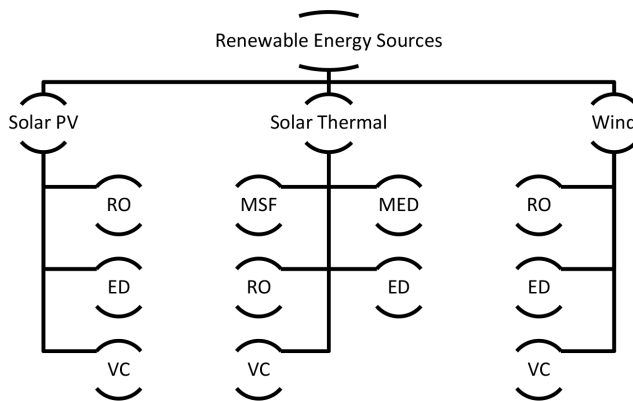 Renewable Energy Sources
Solar PV
Solar Thermal
Wind
RO
MSF
MED
RO
ED
RO
ED
ED
VC
VC
VC